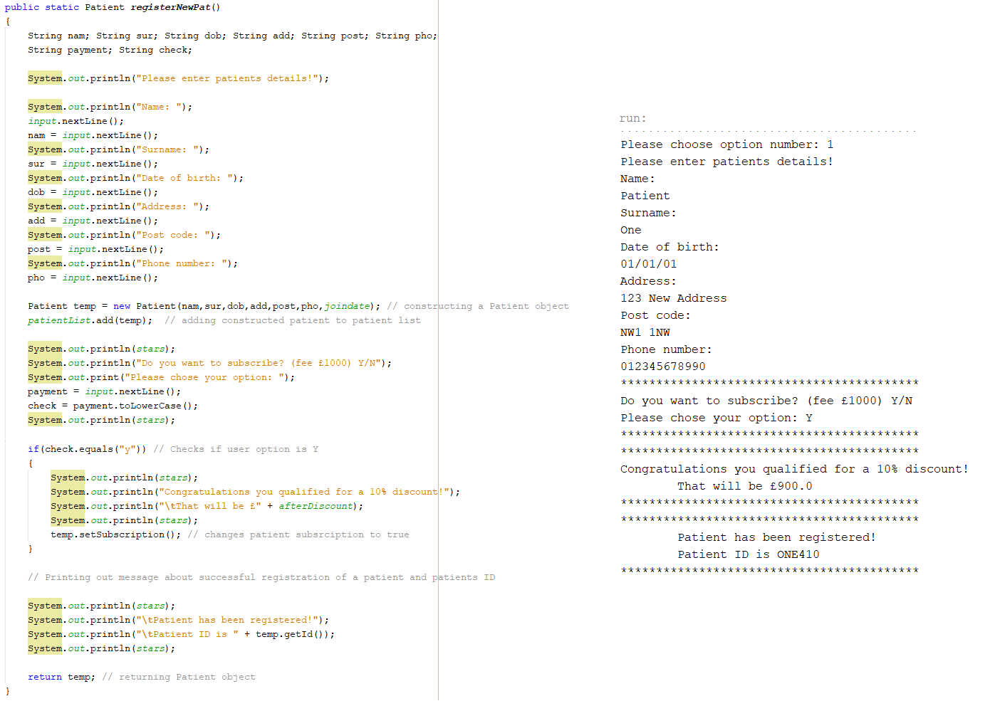 public static Patient registerNewPat()
{
    String nam; String sur; String dob; String add; String post; String pho;
    String payment; String check;

    System.out.println("Please enter patients details!");

    System.out.println("Name: ");
    input.nextLine();
    nam = input.nextLine();
    System.out.println("Surname: ");
    sur = input.nextLine();
    System.out.println("Date of birth: ");
    dob = input.nextLine();
    System.out.println("Address: ");
    add = input.nextLine();
    System.out.println("Post code: ");
    post = input.nextLine();
    System.out.println("Phone number: ");
    pho = input.nextLine();

    Patient temp = new Patient(nam,sur,dob,add,post,pho,joindate); // constructing a Patient object
    patientList.add(temp);  // adding constructed patient to patient list

    System.out.println(stars);
    System.out.println("Do you want to subscribe? (fee £1000) Y/N");
    System.out.print("Please chose your option: ");
    payment = input.nextLine();
    check = payment.toLowerCase();
    System.out.println(stars);

    if(check.equals("y")) // Checks if user option is Y
    {
        System.out.println(stars);
        System.out.println("Congratulations you qualified for a 10% discount!");
        System.out.println("\tThat will be £" + afterDiscount);
        System.out.println(stars);
        temp.setSubscription(); // changes patient subsrciption to true
    }

    // Printing out message about successful registration of a patient and patients ID

    System.out.println(stars);
    System.out.println("\tPatient has been registered!");
    System.out.println("\tPatient ID is " + temp.getId());
    System.out.println(stars);

    return temp; // returning Patient object
}
run:
Please choose option number: 1
Please enter patients details!
Name:
Patient
Surname:
One
Date of birth:
01/01/01
Address:
123 New Address
Post code:
NW1 1NW
Phone number:
012345678990
******************************************
Do you want to subscribe? (fee £1000) Y/N
Please chose your option: Y
******************************************
******************************************
Congratulations you qualified for a 10% discount!
        That will be £900.0
******************************************
******************************************
        Patient has been registered!
        Patient ID is ONE410
******************************************